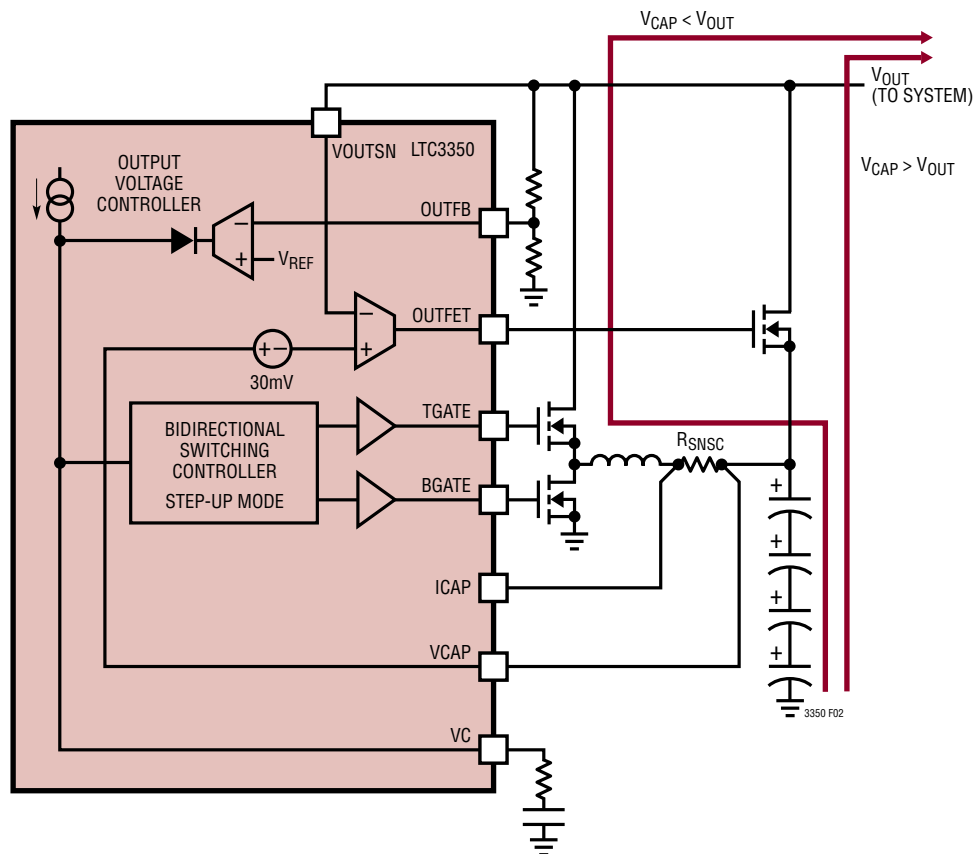 VCAP < VOUT
VOUT
(TO SYSTEM)
VCAP > VOUT
VOUTSN LTC3350
OUTPUT
VOLTAGE
CONTROLLER
OUTFB
−
+
VREF
OUTFET
−
+
+−
30mV
BIDIRECTIONAL
SWITCHING
CONTROLLER
STEP-UP MODE
TGATE
BGATE
RSNSC
+
+
+
+
ICAP
VCAP
3350 F02
VC